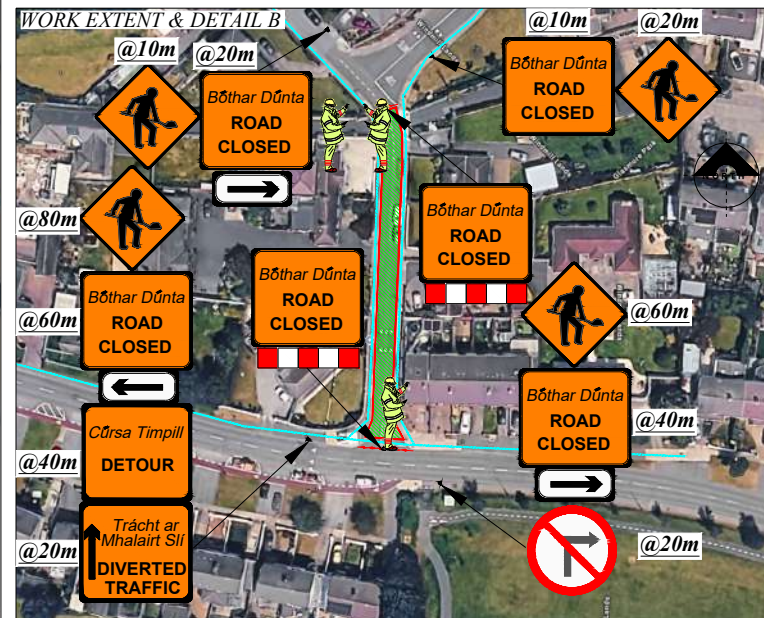 WORK EXTENT & DETAIL B
@10m
@20m
Bóthar Dúnta
ROAD
CLOSED
@10m
@20m
Bóthar Dúnta
ROAD
CLOSED
@80m
Bóthar Dúnta
ROAD
CLOSED
@60m
Bóthar Dúnta
ROAD
CLOSED
Bóthar Dúnta
ROAD
CLOSED
@60m
Bóthar Dúnta
ROAD
CLOSED
@40m
Cúrsa Timpill
DETOUR
@40m
Trácht ar
Mhalairt Slí
DIVERTED
TRAFFIC
@20m
@20m
Glasmore Park